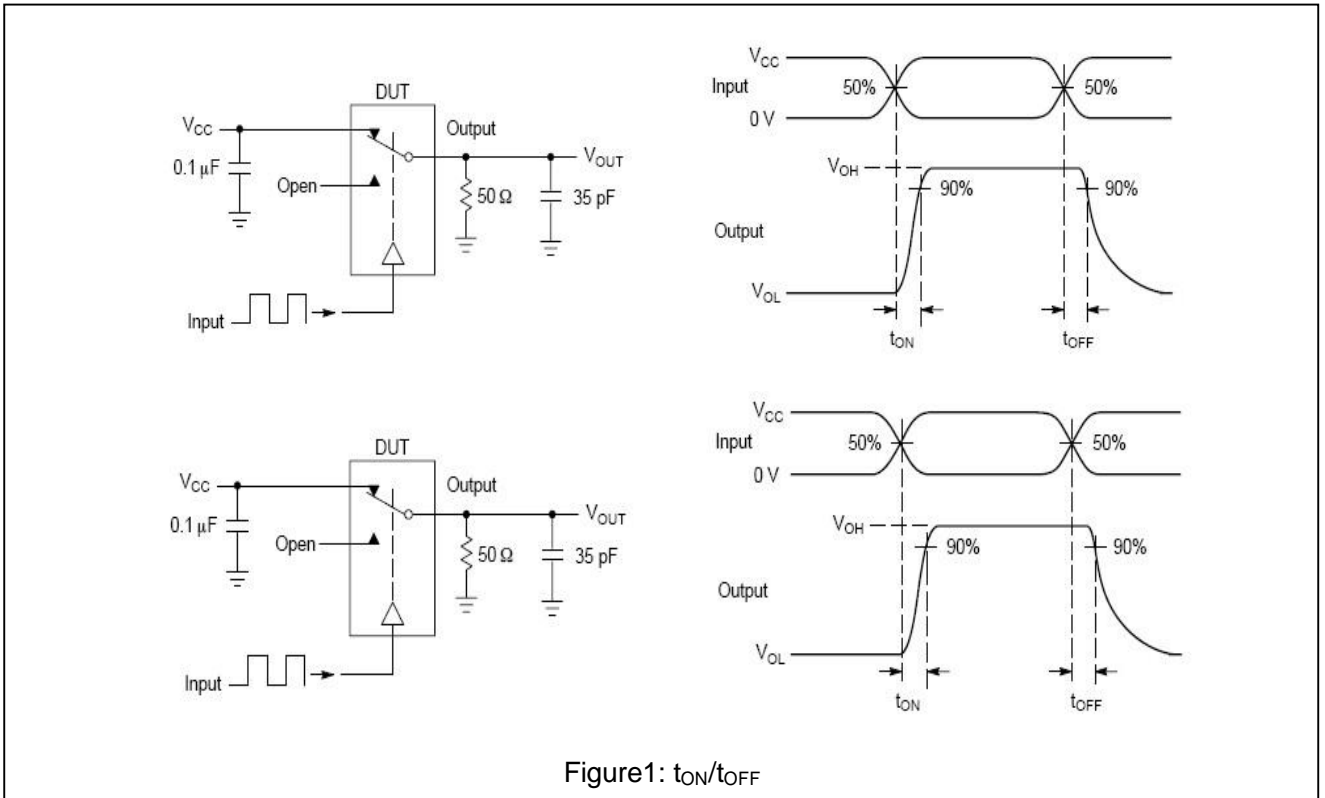 DUT
V_CC
Output
V_OUT
0.1 µF
Open
50 Ω
35 pF
Input
V_CC
Input
50%
50%
0 V
V_OH
90%
90%
Output
V_OL
t_ON
t_OFF
DUT
V_CC
Output
V_OUT
0.1 µF
Open
50 Ω
35 pF
Input
V_CC
Input
50%
50%
0 V
V_OH
90%
90%
Output
V_OL
t_ON
t_OFF
Figure1: t_ON/t_OFF